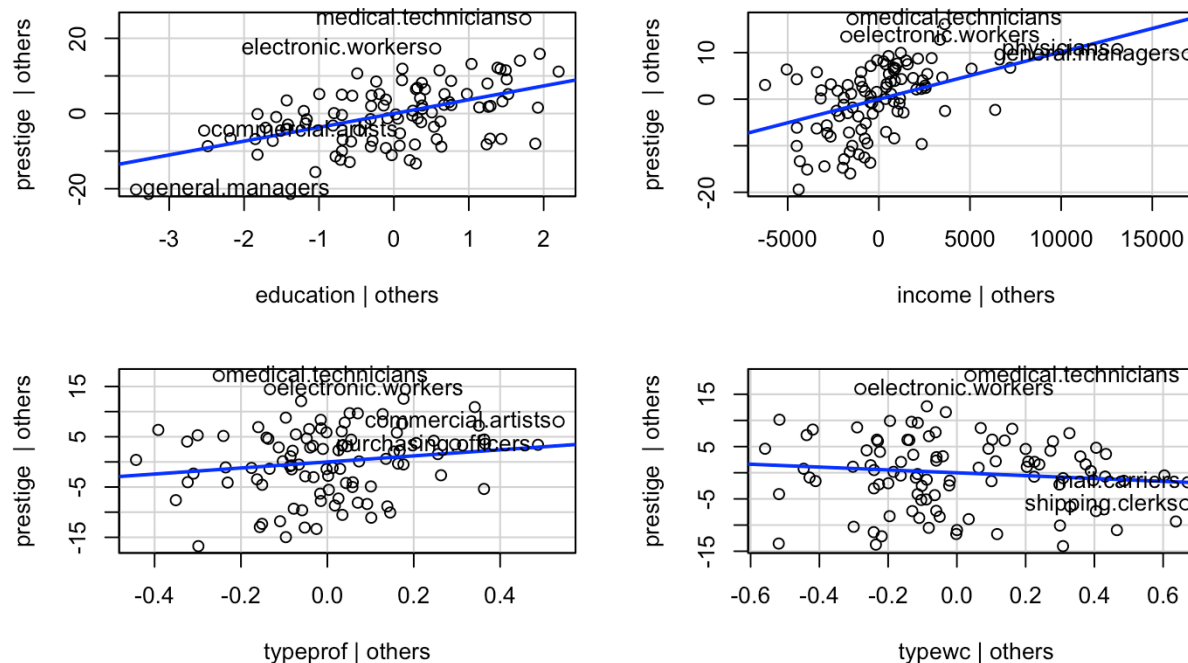 medical.technicians
20
electronic.workers
0
commercial.artists
-20
general.managers
prestige | others
-3 -2 -1 0 1 2
education | others
medical.technicians
electronic.workers
10
physicians
general.managers
0
-20
prestige | others
-5000 0 5000 10000 15000
income | others
medical.technicians
15
electronic.workers
commercial.artists
5
purchasing.officers
-5
-15
prestige | others
-0.4 -0.2 0.0 0.2 0.4
typeprof | others
medical.technicians
15
electronic.workers
5
mail.carriers
-5
shipping.clerks
-15
prestige | others
-0.6 -0.4 -0.2 0.0 0.2 0.4 0.6
typewc | others